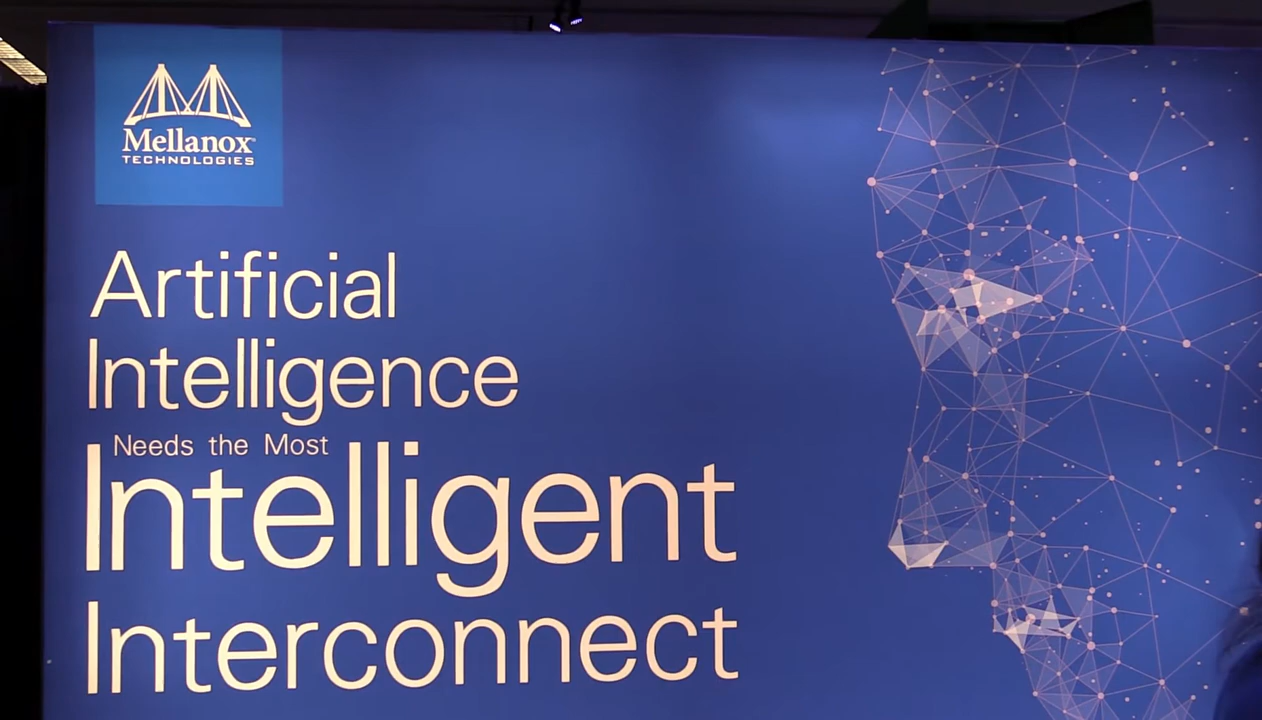 Mellanox
TECHNOLOGIES
Artificial
Intelligence
Needs the Most
Intelligent
Interconnect